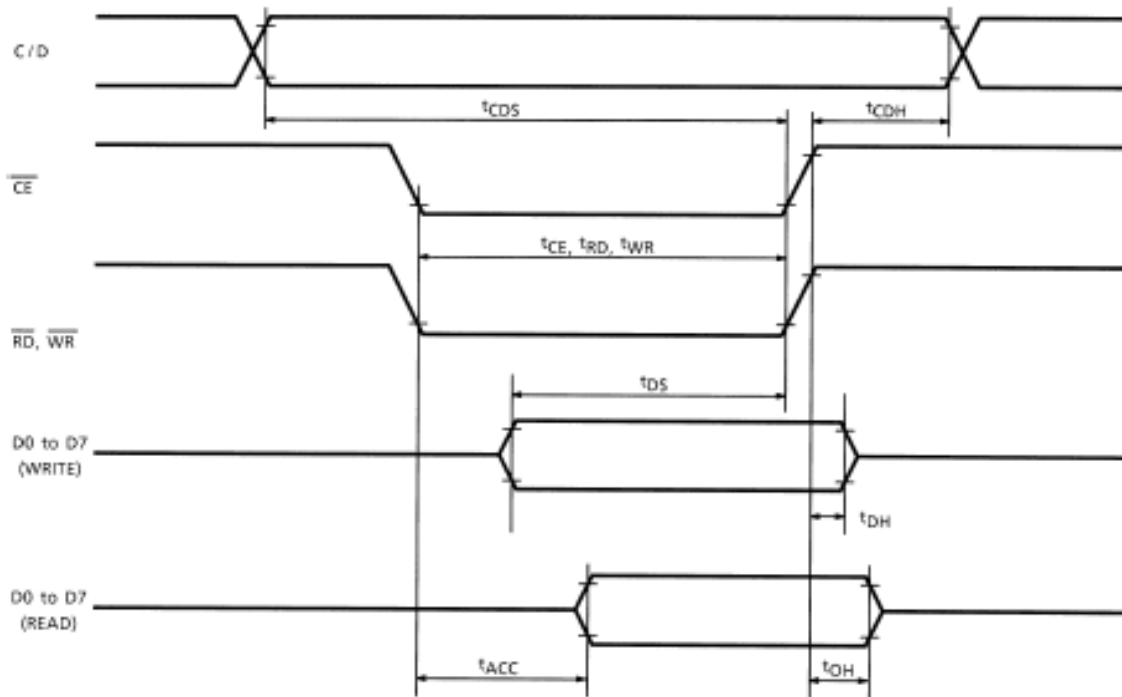 C/D
tCDS
tCDH
CE
tCE, tRD, tWR
RD, WR
tDS
D0 to D7
(WRITE)
tDH
D0 to D7
(READ)
tACC
tOH